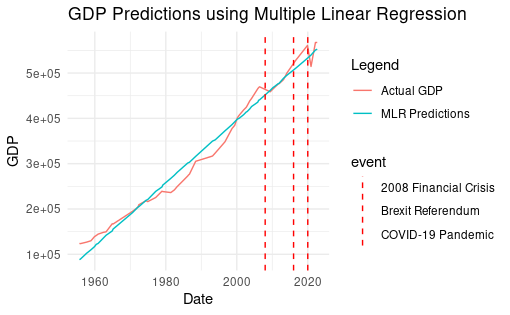 GDP Predictions using Multiple Linear Regression
GDP
5e+05
4e+05
3e+05
2e+05
1e+05
1960
1980
2000
2020
Date
Legend
Actual GDP
MLR Predictions
event
2008 Financial Crisis
Brexit Referendum
COVID-19 Pandemic